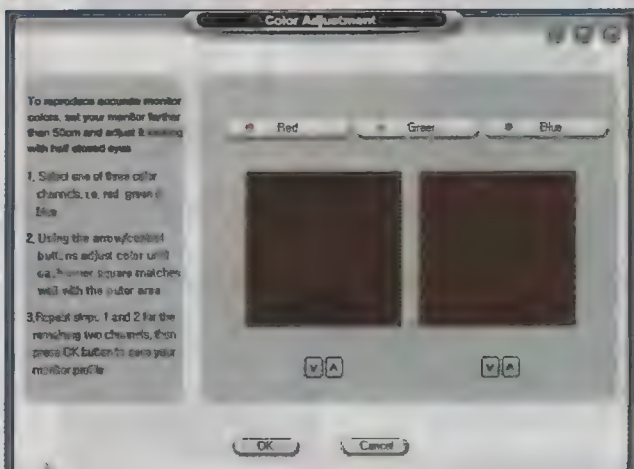 Color Adjustment
To reproduce accurate monitor
colors, set your monitor farther
than 50cm and adjust it looking
with half closed eyes
1. Select one of three color
channels, i.e. red green
blue
2. Using the arrow/control
buttons adjust color until
inner square matches
well with the outer area
3.Repeat steps 1 and 2 for the
remaining two channels, then
press OK button to save your
monitor profile
Red
Green
Blue
OK
Cancel